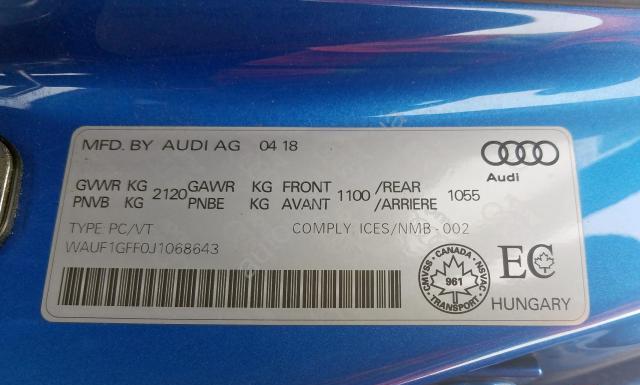 MFD. BY AUDI AG 04 18
Audi
GVWR KG 2120 GAWR KG FRONT 1100 /REAR 1055
PNVB KG PNBE KG AVANT /ARRIERE
TYPE: PC/VT COMPLY ICES/NMB-002
WAUF1GFF0J1068643
CANADA
CMVSS 961 NSVAC
TRANSPORT
EC
HUNGARY